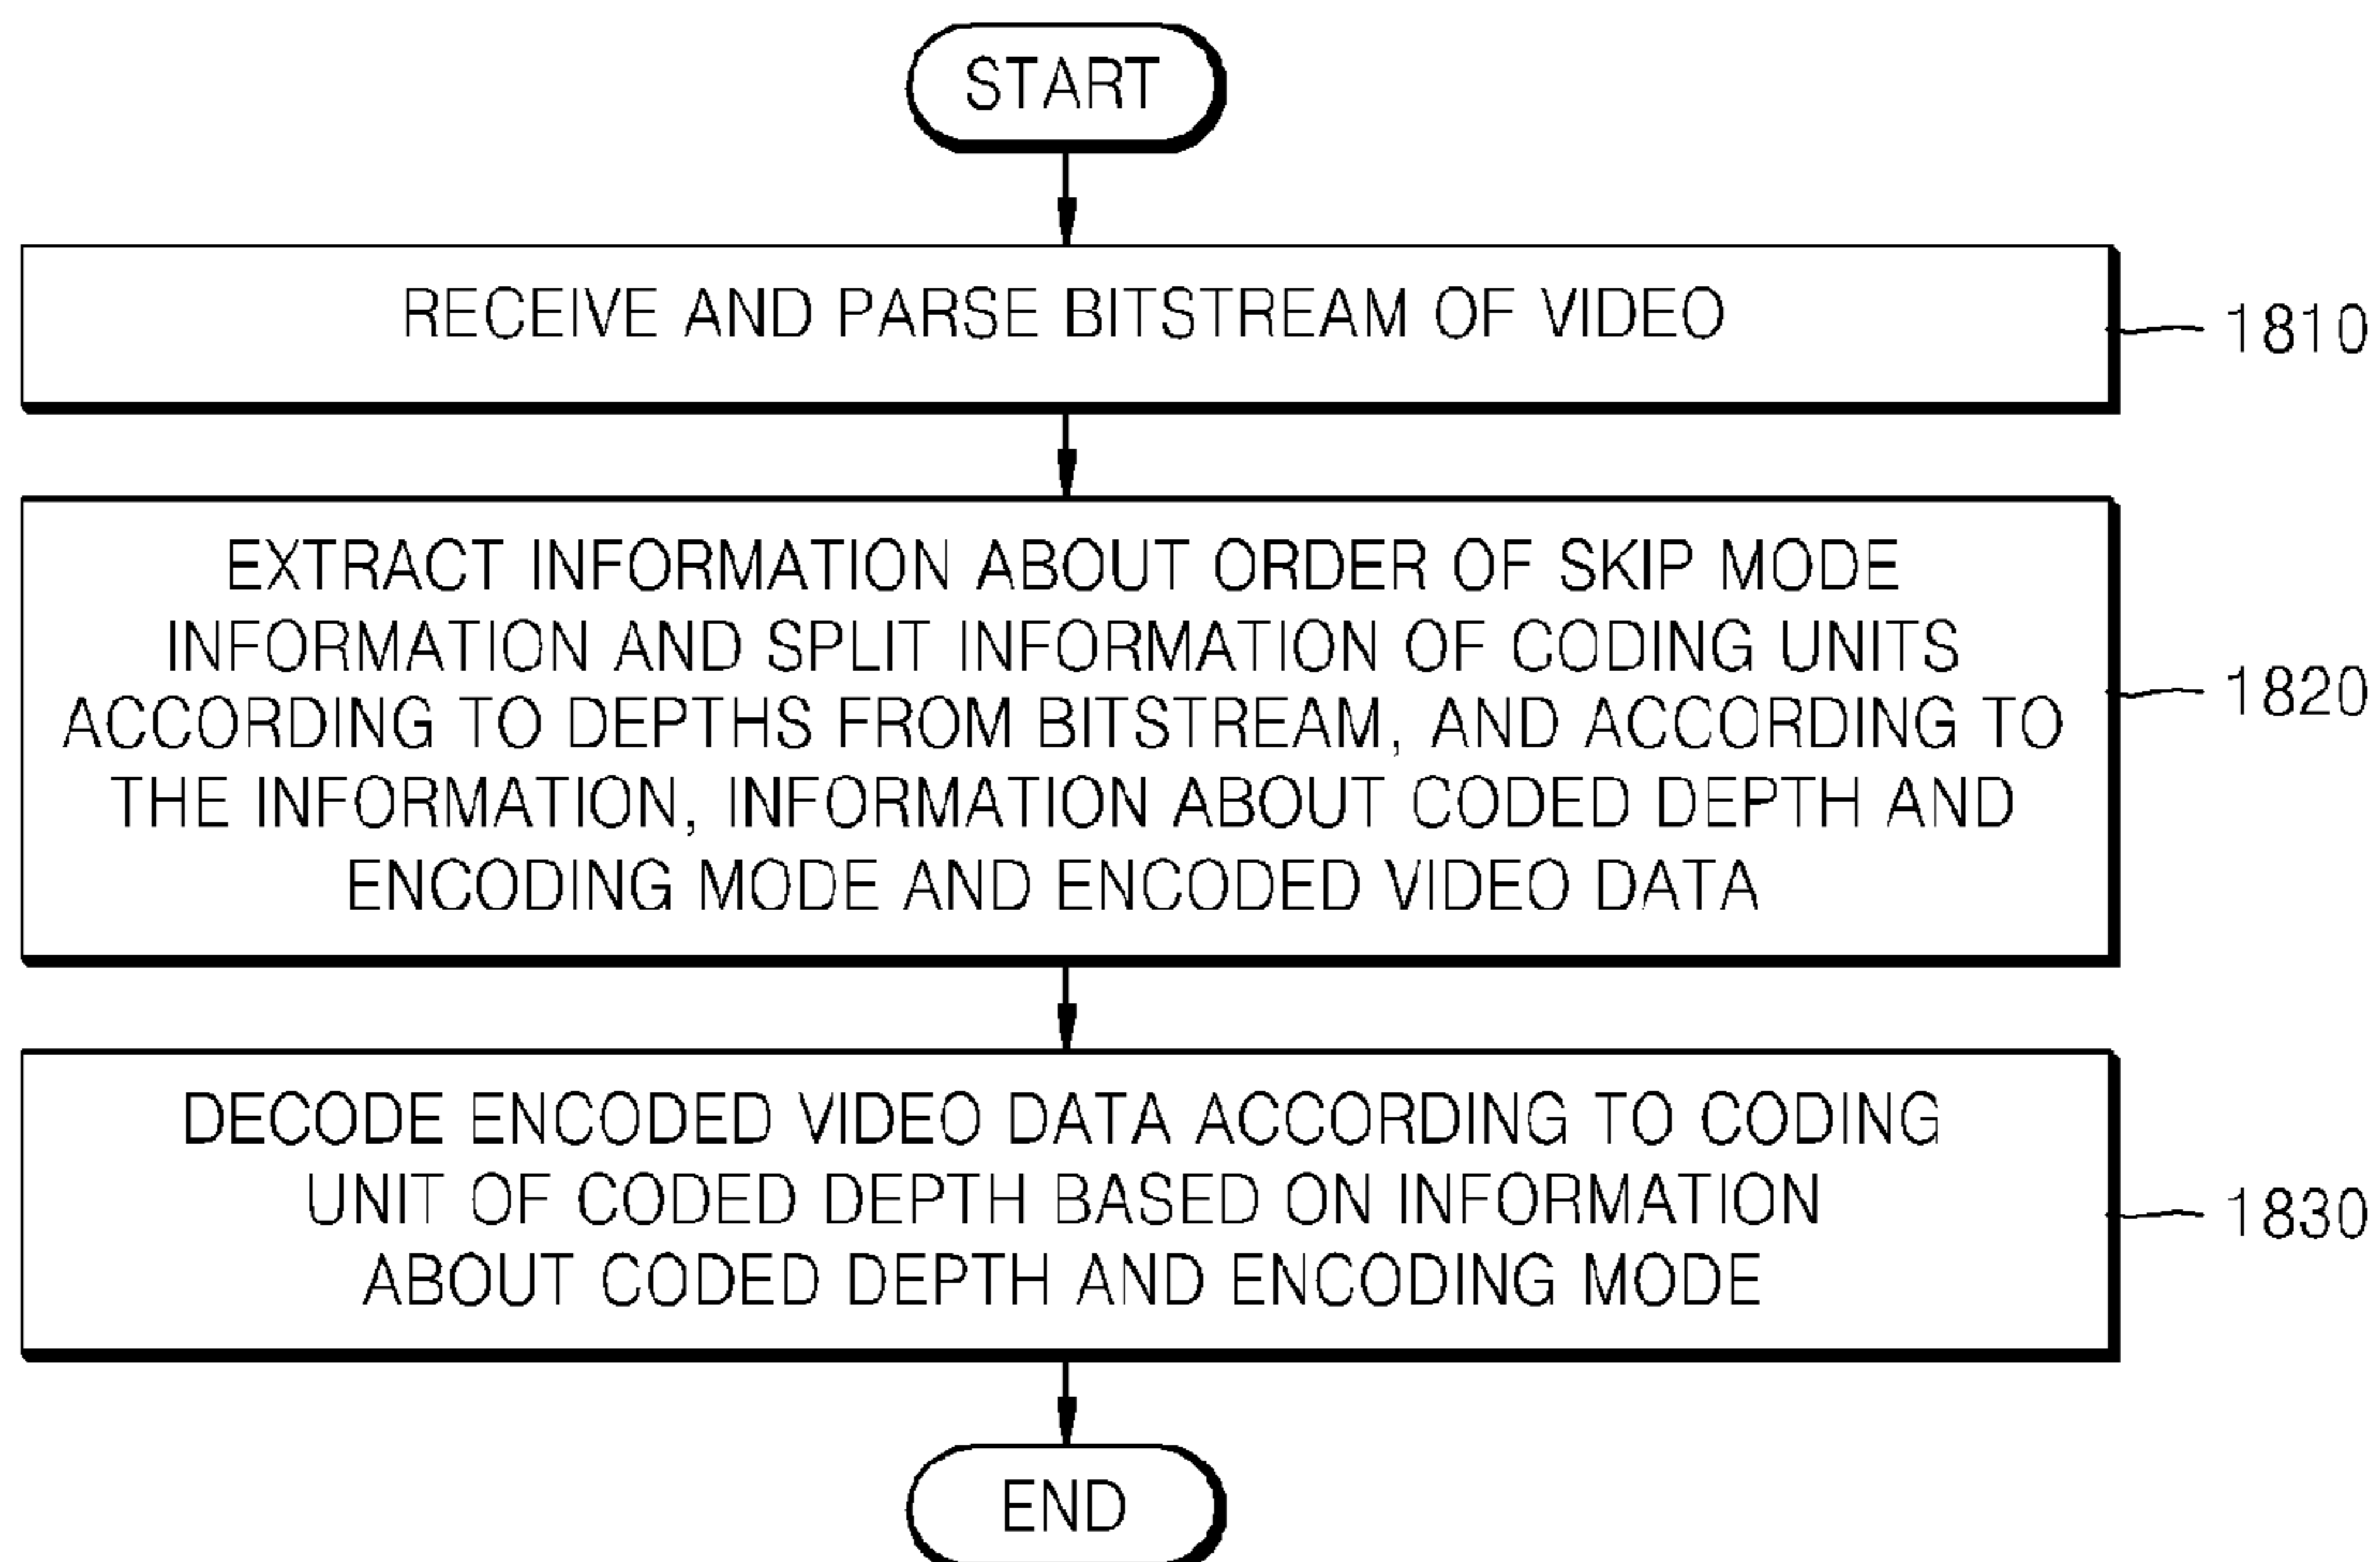 START
RECEIVE AND PARSE BITSTREAM OF VIDEO
1810
EXTRACT INFORMATION ABOUT ORDER OF SKIP MODE
INFORMATION AND SPLIT INFORMATION OF CODING UNITS
ACCORDING TO DEPTHS FROM BITSTREAM, AND ACCORDING TO
THE INFORMATION, INFORMATION ABOUT CODED DEPTH AND
ENCODING MODE AND ENCODED VIDEO DATA
1820
DECODE ENCODED VIDEO DATA ACCORDING TO CODING
UNIT OF CODED DEPTH BASED ON INFORMATION
ABOUT CODED DEPTH AND ENCODING MODE
1830
END